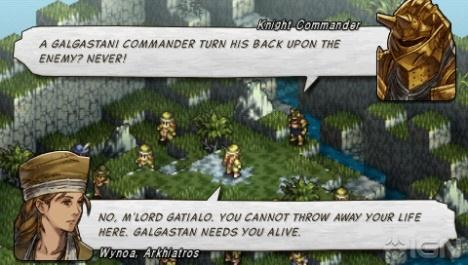 Knight Commander
A GALGASTANI COMMANDER TURN HIS BACK UPON THE
ENEMY? NEVER!
NO, M'LORD GATIALO. YOU CANNOT THROW AWAY YOUR LIFE
HERE. GALGASTAN NEEDS YOU ALIVE.
Wynoa, Arkhiatros
IGN